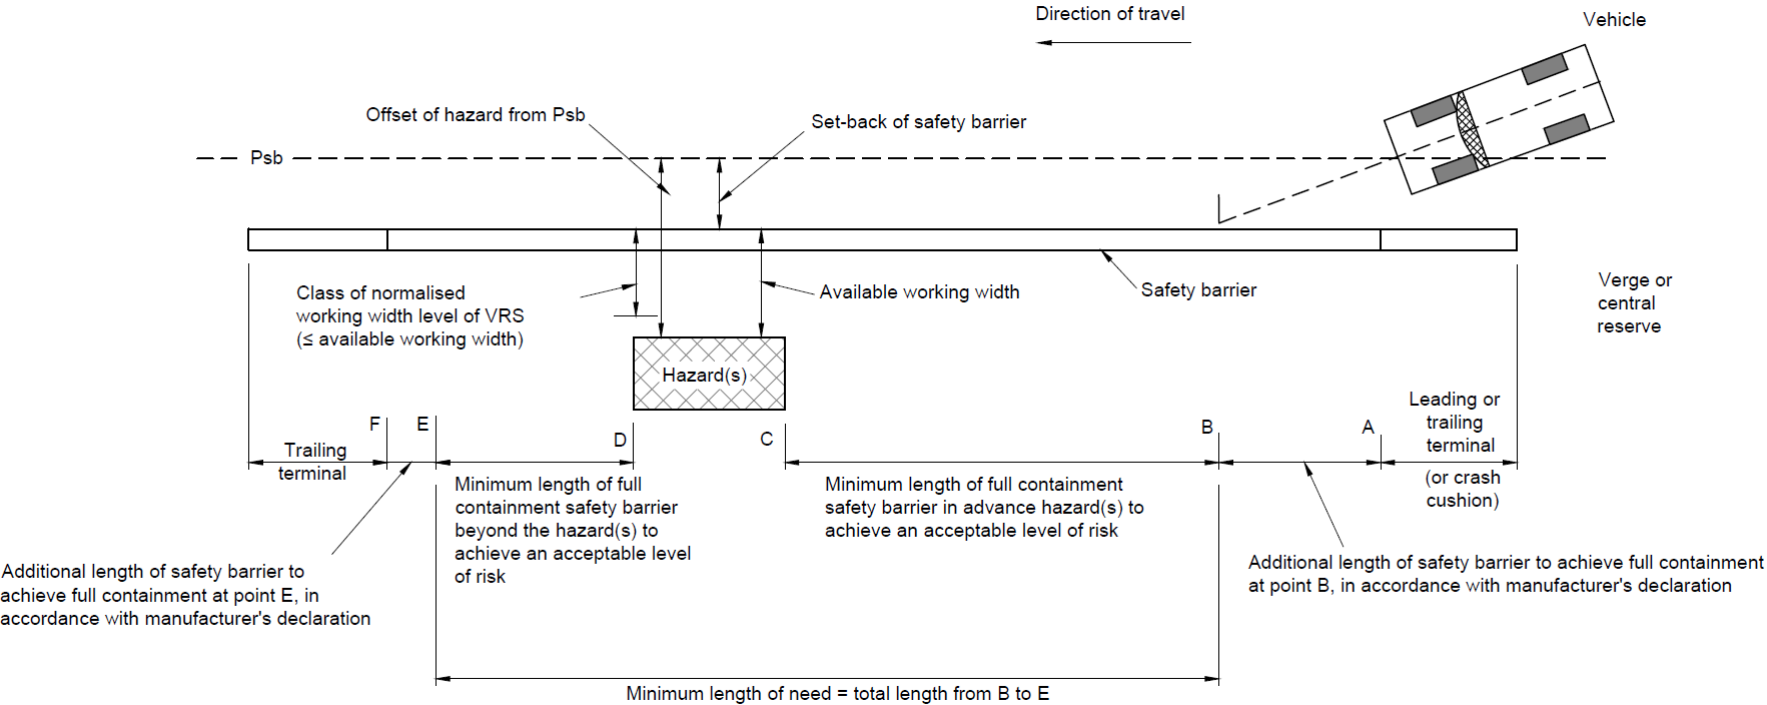 Direction of travel
Vehicle
Offset of hazard from Psb
Set-back of safety barrier
Psb
Class of normalised
working width level of VRS
(≤ available working width)
Available working width
Safety barrier
Verge or
central
reserve
Hazard(s)
F
E
D
C
B
A
Leading or
trailing
terminal
(or crash
cushion)
Trailing
terminal
Minimum length of full
containment safety barrier
beyond the hazard(s) to
achieve an acceptable level
of risk
Minimum length of full containment
safety barrier in advance hazard(s) to
achieve an acceptable level of risk
Additional length of safety barrier to
achieve full containment at point E, in
accordance with manufacturer's declaration
Additional length of safety barrier to achieve full containment
at point B, in accordance with manufacturer's declaration
Minimum length of need = total length from B to E